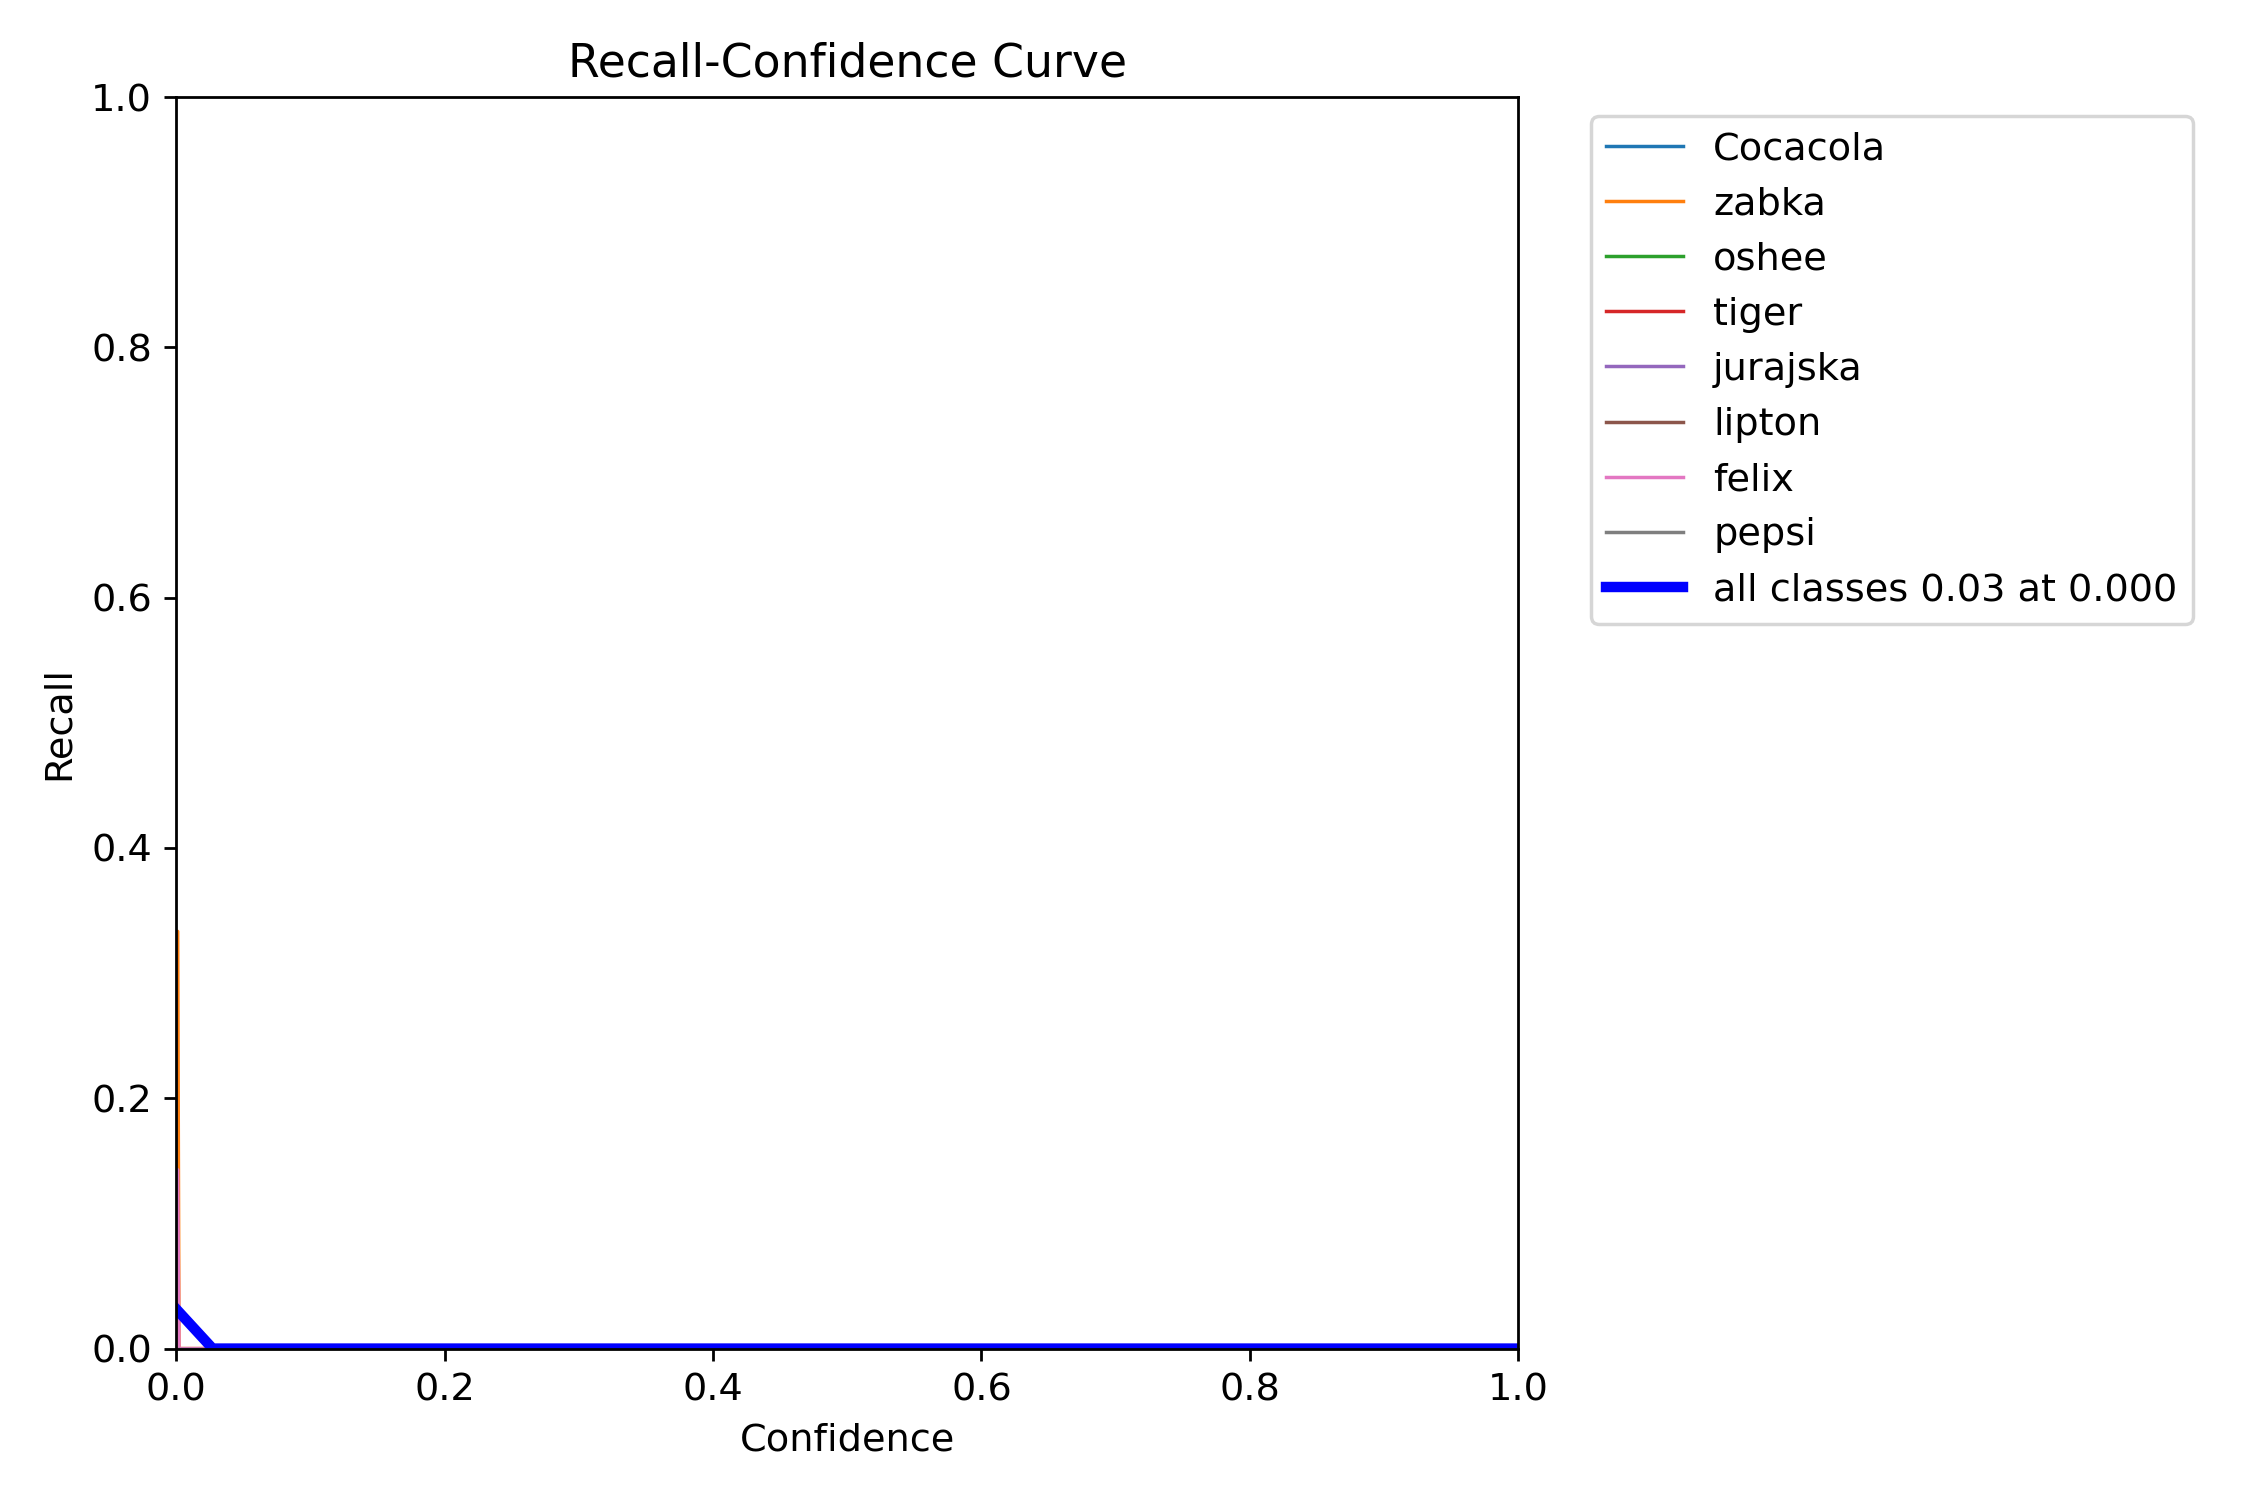 Recall-Confidence Curve
1.0
0.8
0.6
0.4
0.2
0.0
Recall
0.0 0.2 0.4 0.6 0.8 1.0
Confidence
Cocacola
zabka
oshee
tiger
jurajska
lipton
felix
pepsi
all classes 0.03 at 0.000